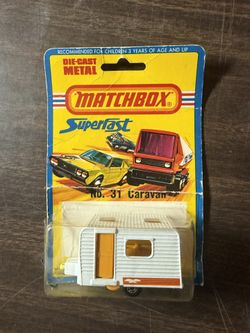 RECOMMENDED FOR CHILDREN 3 YEARS OF AGE AND UP
DIE-CAST
METAL
MATCHBOX
Superfast
No. 31 Caravan